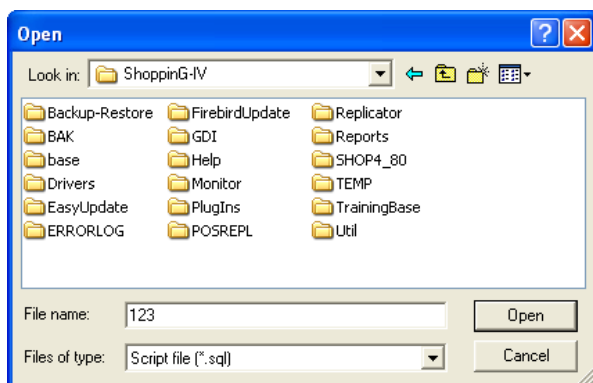 Open
Look in: ShoppinG-IV
Backup-Restore FirebirdUpdate Replicator
BAK GDI Reports
base Help SHOP4_80
Drivers Monitor TEMP
EasyUpdate PlugIns TrainingBase
ERRORLOG POSREPL Util
File name: 123 Open
Files of type: Script file (*.sql) Cancel